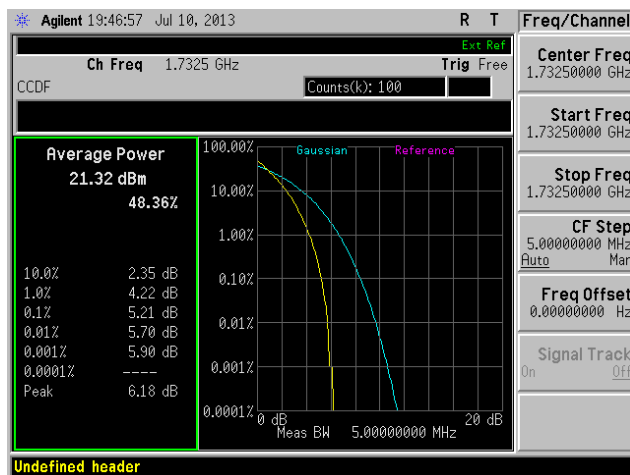 Agilent 19:46:57 Jul 10, 2013 R T
Ext Ref
Ch Freq 1.7325 GHz Trig Free
CCDF Counts(k): 100
Average Power
21.32 dBm
48.36%
10.0% 2.35 dB
1.0% 4.22 dB
0.1% 5.21 dB
0.01% 5.70 dB
0.001% 5.90 dB
0.0001% ----
Peak 6.18 dB
100.00% Gaussian Reference
10.00%
1.00%
0.10%
0.01%
0.001%
0.0001%
0 dB 20 dB
Meas BW 5.00000000 MHz
Freq/Channel
Center Freq
1.73250000 GHz
Start Freq
1.73250000 GHz
Stop Freq
1.73250000 GHz
CF Step
5.00000000 MHz
Auto Man
Freq Offset
0.00000000 Hz
Signal Track
On Off
Undefined header